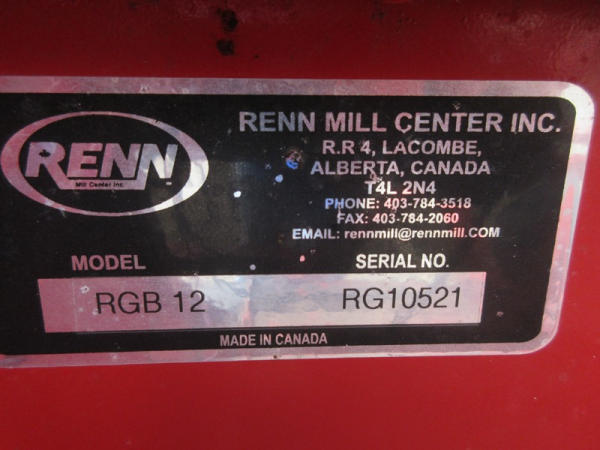 RENN
Mill Center Inc.
RENN MILL CENTER INC.
R.R 4, LACOMBE,
ALBERTA, CANADA
T4L 2N4
PHONE: 403-784-3518
FAX: 403-784-2060
EMAIL: rennmill@rennmill.COM
MODEL SERIAL NO.
RGB 12 RG10521
MADE IN CANADA